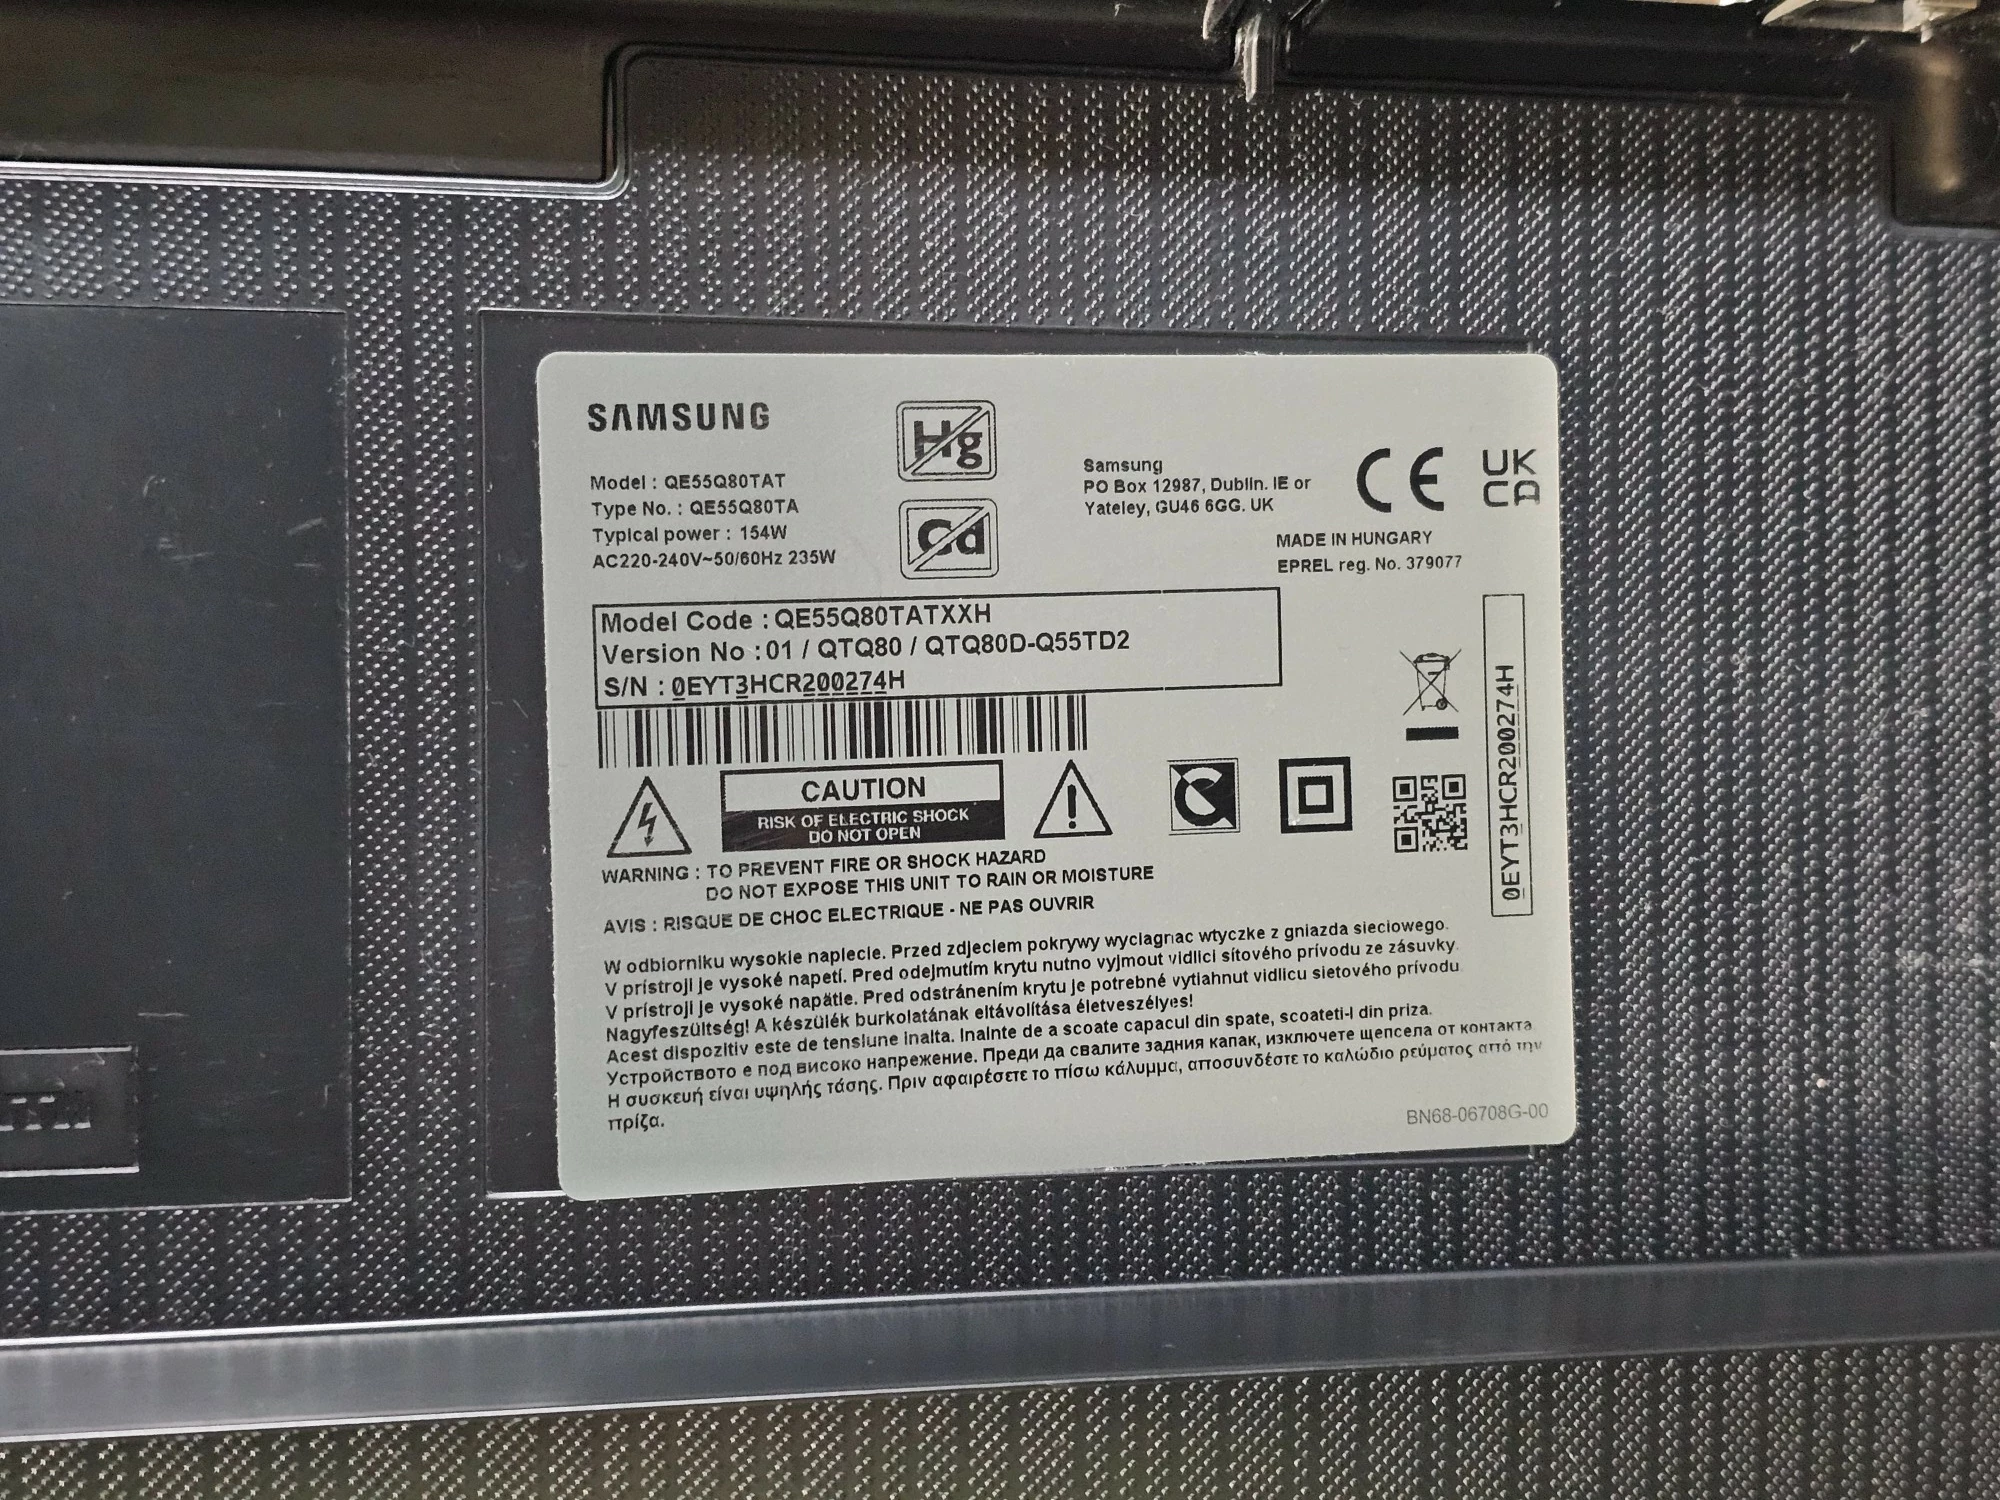 SAMSUNG
Hg
Cd
Model : QE55Q80TAT
Type No. : QE55Q80TA
Typical power : 154W
AC220-240V~50/60Hz 235W
Samsung
PO Box 12987, Dublin. IE or
Yateley, GU46 6GG. UK
CE
UK
CA
MADE IN HUNGARY
EPREL reg. No. 379077
Model Code : QE55Q80TATXXH
Version No :01 / QTQ80 / QTQ80D-Q55TD2
S/N : 0EYT3HCR200274H
0EYT3HCR200274H
CAUTION
RISK OF ELECTRIC SHOCK
DO NOT OPEN
WARNING : TO PREVENT FIRE OR SHOCK HAZARD
DO NOT EXPOSE THIS UNIT TO RAIN OR MOISTURE
AVIS : RISQUE DE CHOC ELECTRIQUE - NE PAS OUVRIR
W odbiorniku wysokie napiecie. Przed zdjeciem pokrywy wyciagnac wtyczke z gniazda sieciowego.
V prístroji je vysoké napetí. Pred odejmutím krytu nutno vyjmout vidlici sítového prívodu ze zásuvky.
V prístroji je vysoké napätie. Pred odstránením krytu je potrebné vytiahnut vidlicu sietového prívodu.
Nagyfeszültség! A készülék burkolatának eltávolítása életveszélyes!
Acest dispozitiv este de tensiune inalta. Inainte de a scoate capacul din spate, scoateti-l din priza.
Устройството е под високо напрежение. Преди да свалите задния капак, изключете щепсела от контакта
Η συσκευή είναι υψηλής τάσης. Πριν αφαιρέσετε το πίσω κάλυμμα, αποσυνδέστε το καλώδιο ρεύματος από την
πρίζα.
BN68-06708G-00